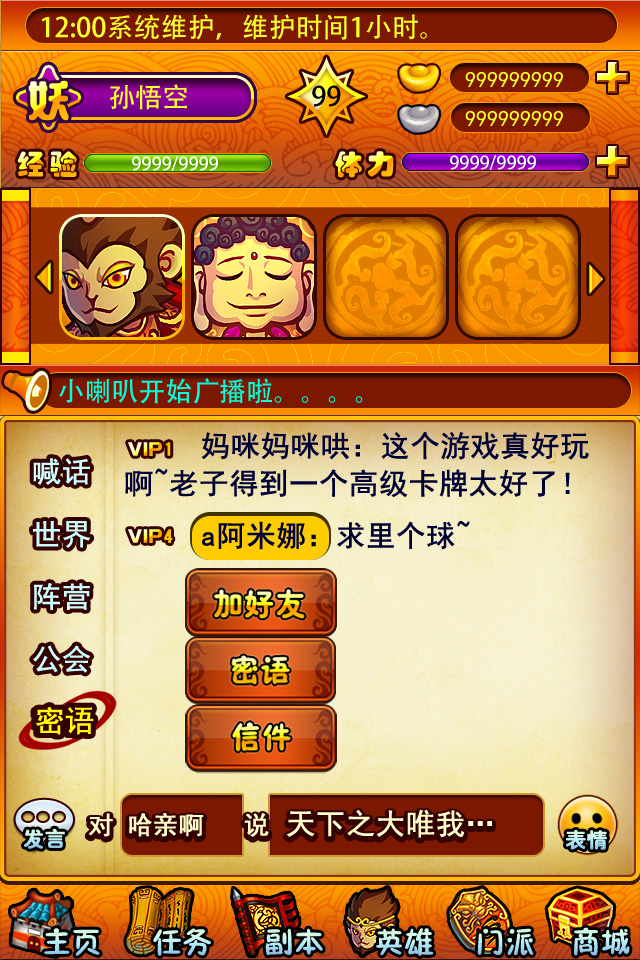 12:00系统维护，维护时间1小时。
妖 孙悟空
99
999999999
999999999
经验 9999/9999
体力 9999/9999
小喇叭开始广播啦。。。。
喊话
世界
阵营
公会
密语
VIP1 妈咪妈咪哄：这个游戏真好玩
啊~老子得到一个高级卡牌太好了！
VIP4 a阿米娜：求里个球~
加好友
密语
信件
发言 对 哈亲啊 说 天下之大唯我… 表情
主页 任务 副本 英雄 门派 商城